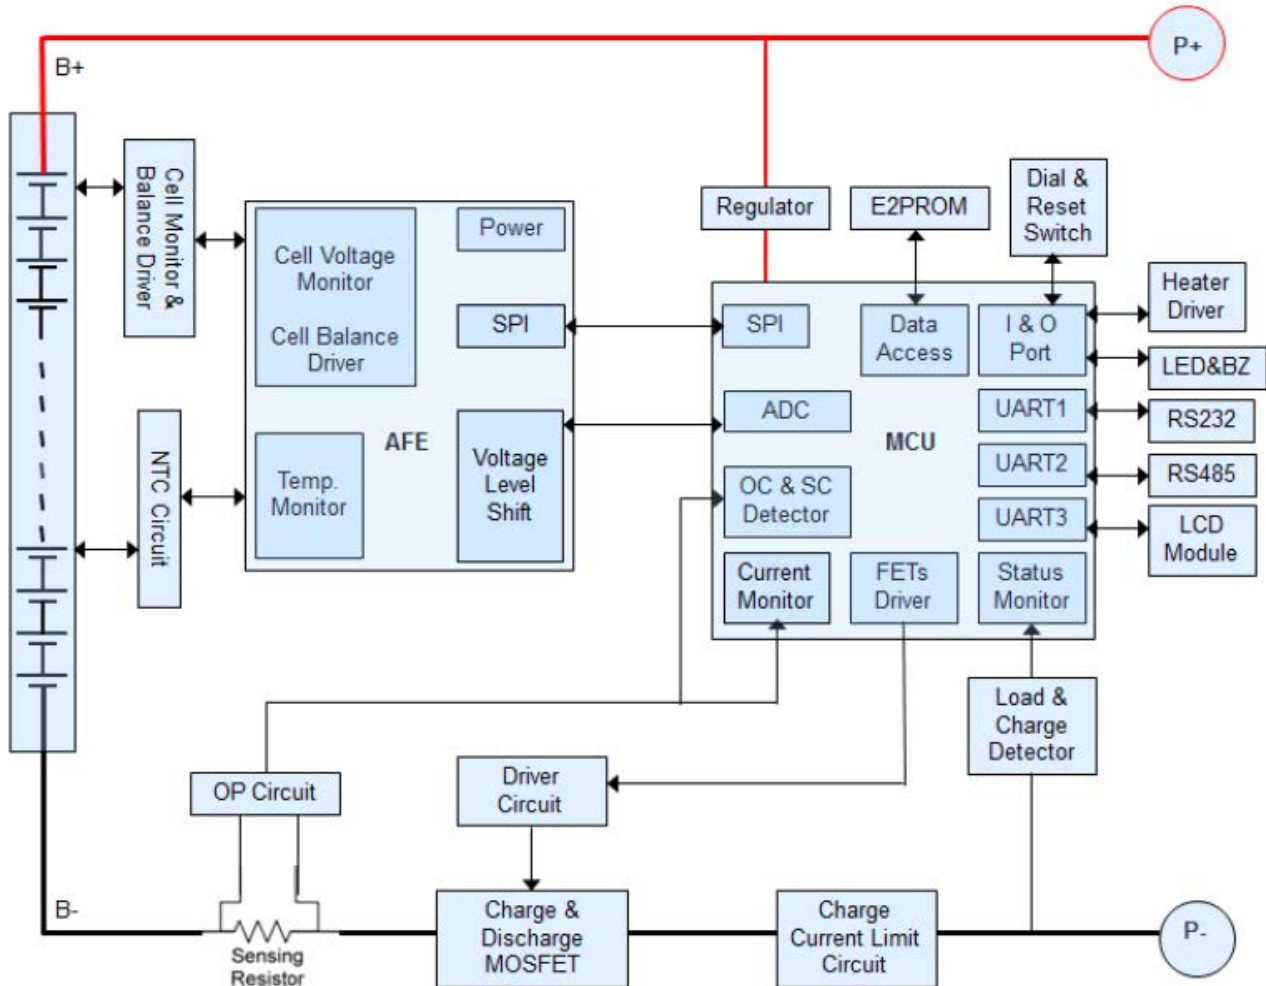 P+
B+
Cell Monitor &
Balance Driver
Cell Voltage
Monitor
Cell Balance
Driver
Power
SPI
AFE
Temp.
Monitor
Voltage
Level
Shift
NTC Circuit
Regulator
E2PROM
Dial &
Reset
Switch
SPI
Data
Access
I & O
Port
Heater
Driver
LED&BZ
ADC
MCU
UART1
RS232
OC & SC
Detector
UART2
RS485
UART3
LCD
Module
Current
Monitor
FETs
Driver
Status
Monitor
Load &
Charge
Detector
OP Circuit
Driver
Circuit
B-
Sensing
Resistor
Charge &
Discharge
MOSFET
Charge
Current Limit
Circuit
P-